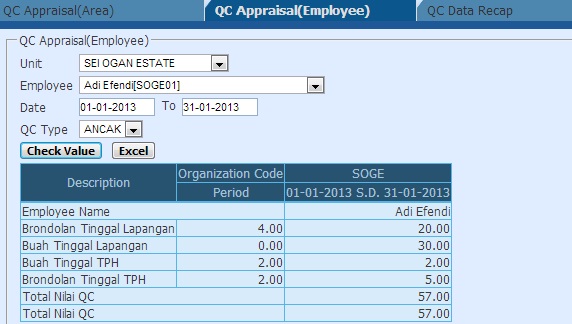 QC Appraisal(Area) QC Appraisal(Employee) QC Data Recap
QC Appraisal(Employee)
Unit SEI OGAN ESTATE
Employee Adi Efendi[SOGE01]
Date 01-01-2013 To 31-01-2013
QC Type ANCAK
Check Value Excel
Description Organization Code SOGE
Period 01-01-2013 S.D. 31-01-2013
Employee Name Adi Efendi
Brondolan Tinggal Lapangan 4.00 20.00
Buah Tinggal Lapangan 0.00 30.00
Buah Tinggal TPH 2.00 2.00
Brondolan Tinggal TPH 2.00 5.00
Total Nilai QC 57.00
Total Nilai QC 57.00